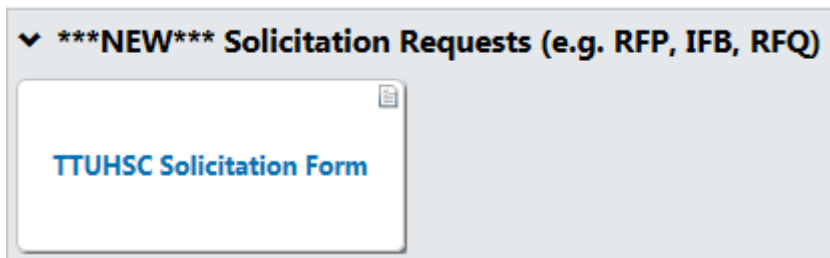 ***NEW*** Solicitation Requests (e.g. RFP, IFB, RFQ)
TTUHSC Solicitation Form